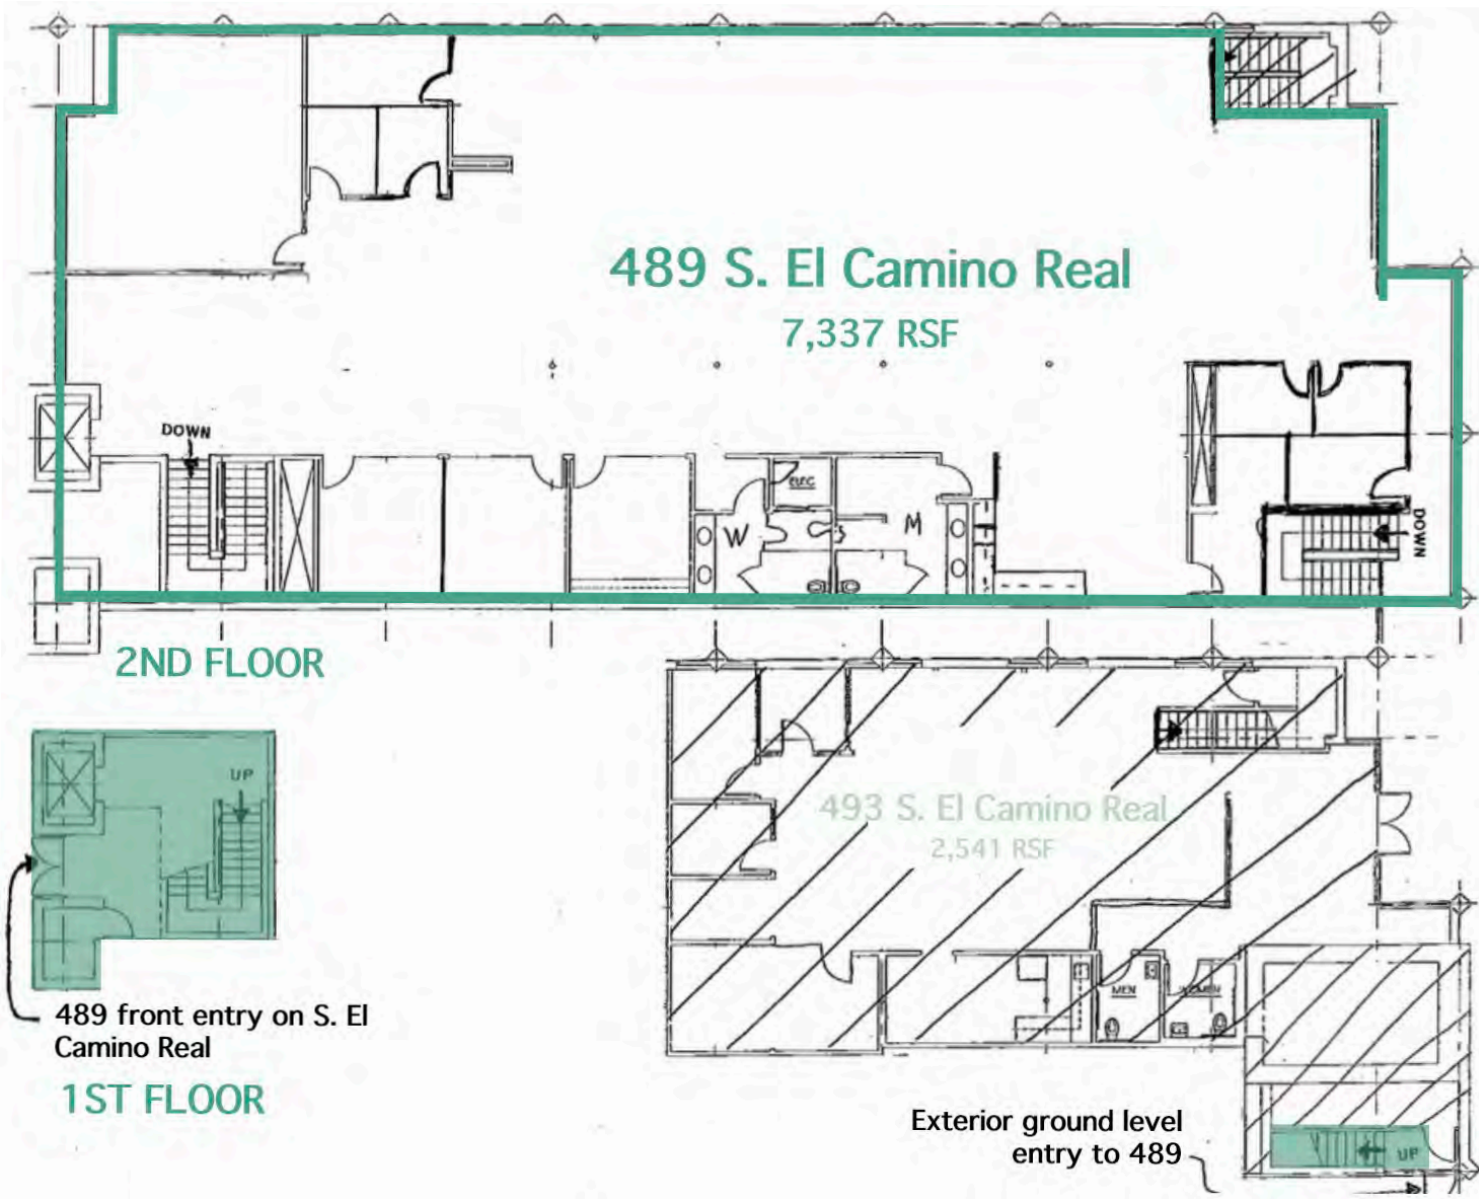 489 S. El Camino Real
7,337 RSF
DOWN
ELEC
W
M
DOWN
2ND FLOOR
UP
493 S. El Camino Real
2,541 RSF
MEN
WOMEN
489 front entry on S. El
Camino Real
1ST FLOOR
Exterior ground level
entry to 489
UP